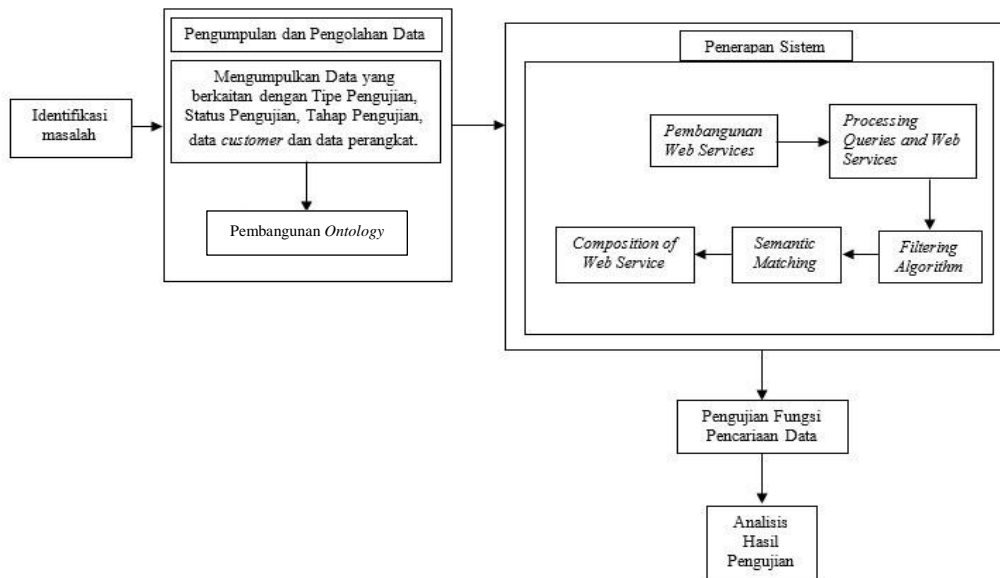 Identifikasi
masalah
Pengumpulan dan Pengolahan Data
Mengumpulkan Data yang
berkaitan dengan Tipe Pengujian,
Status Pengujian, Tahap Pengujian,
data customer dan data perangkat.
Pembangunan Ontology
Penerapan Sistem
Pembangunan
Web Services
Processing
Queries and Web
Services
Composition of
Web Service
Semantic
Matching
Filtering
Algorithm
Pengujian Fungsi
Pencariaan Data
Analisis
Hasil
Pengujian